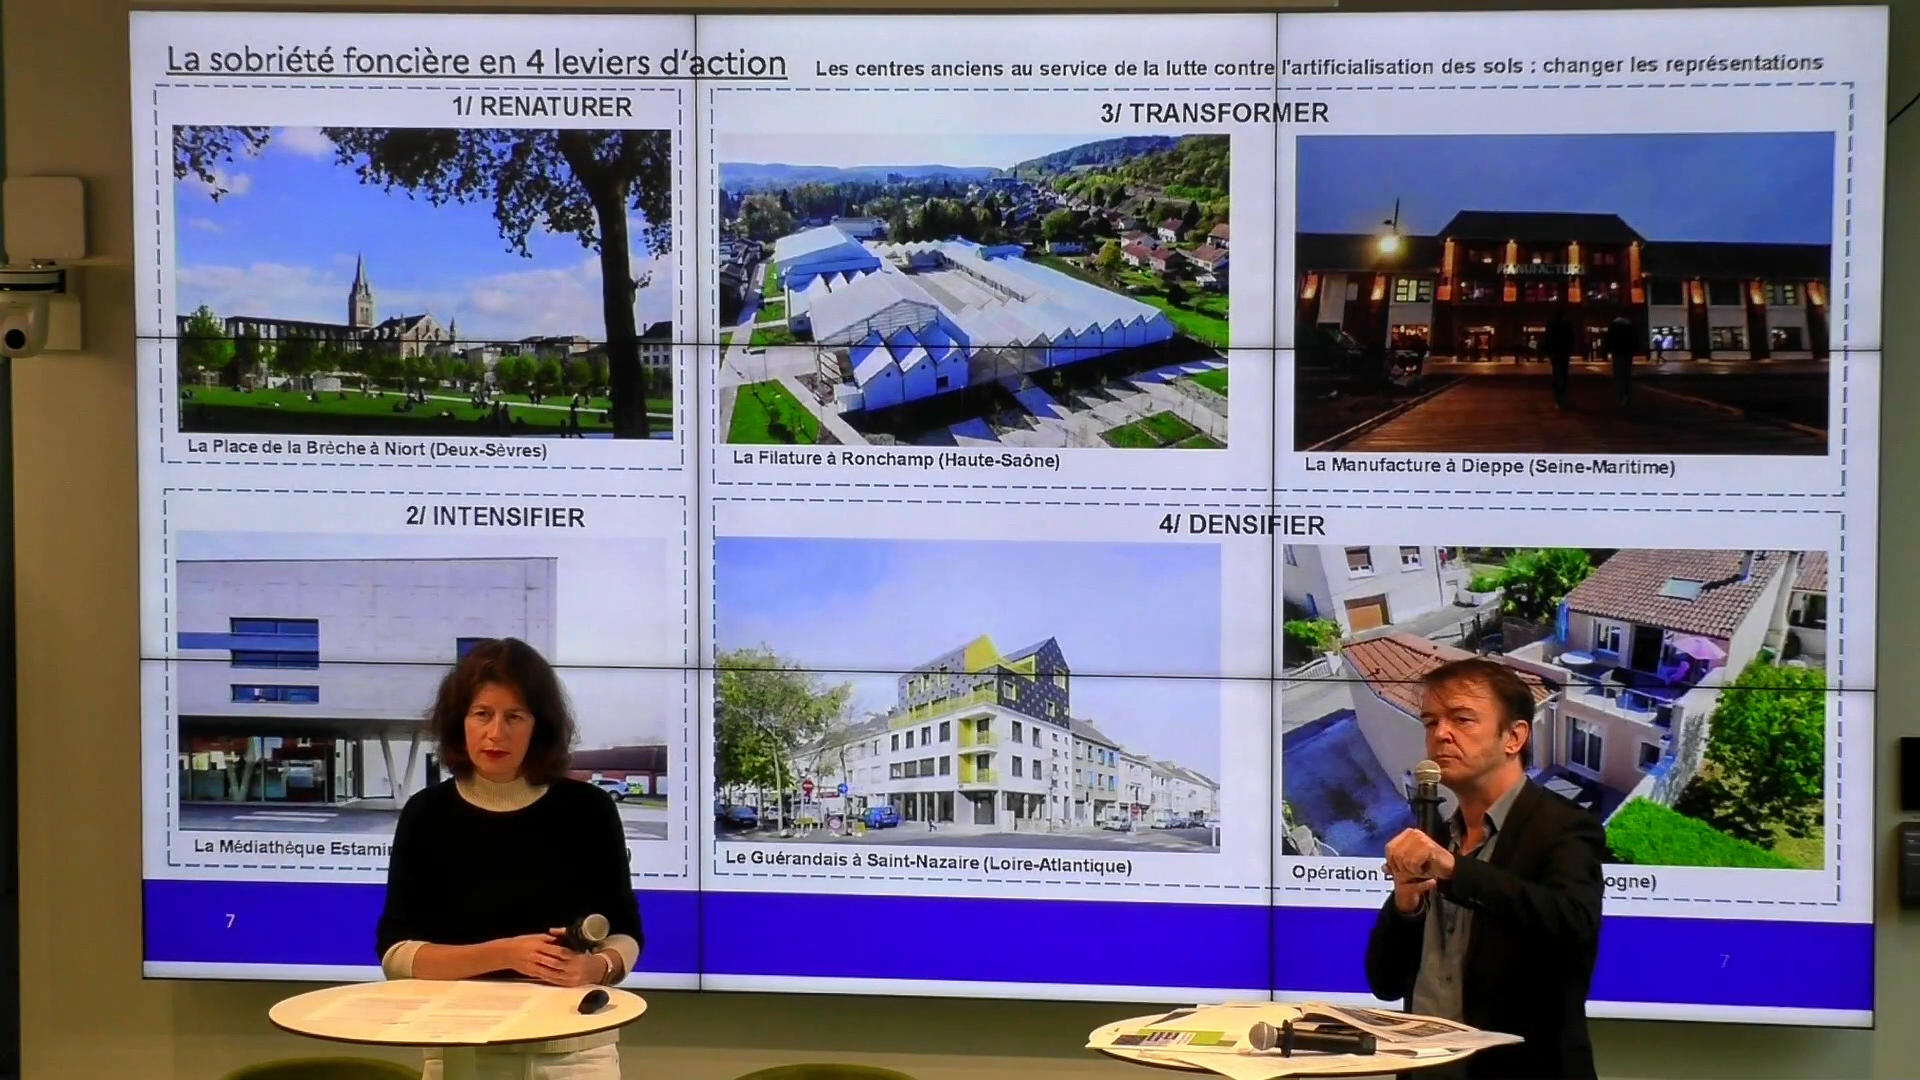 La sobriété foncière en 4 leviers d'action
Les centres anciens au service de la lutte contre l'artificialisation des sols : changer les représentations
1/ RENATURER
La Place de la Brèche à Niort (Deux-Sèvres)
3/ TRANSFORMER
MANUFACTURE
La Filature à Ronchamp (Haute-Saône)
La Manufacture à Dieppe (Seine-Maritime)
2/ INTENSIFIER
La Médiathèque
4/ DENSIFIER
Le Guérandais à Saint-Nazaire (Loire-Atlantique)
Opération
7
7